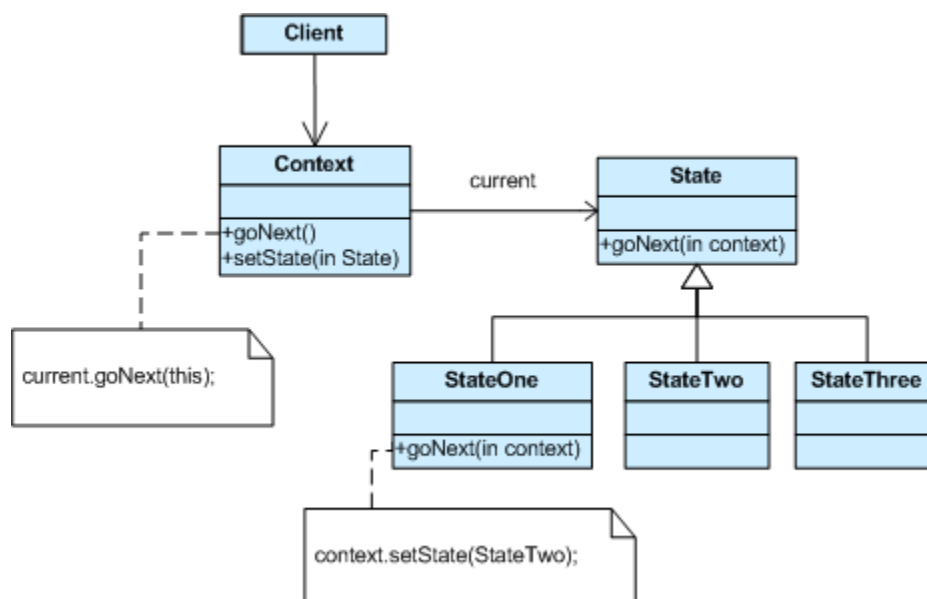 Client
Context
+goNext()
+setState(in State)
current
State
+goNext(in context)
current.goNext(this);
StateOne
+goNext(in context)
StateTwo
StateThree
context.setState(StateTwo);